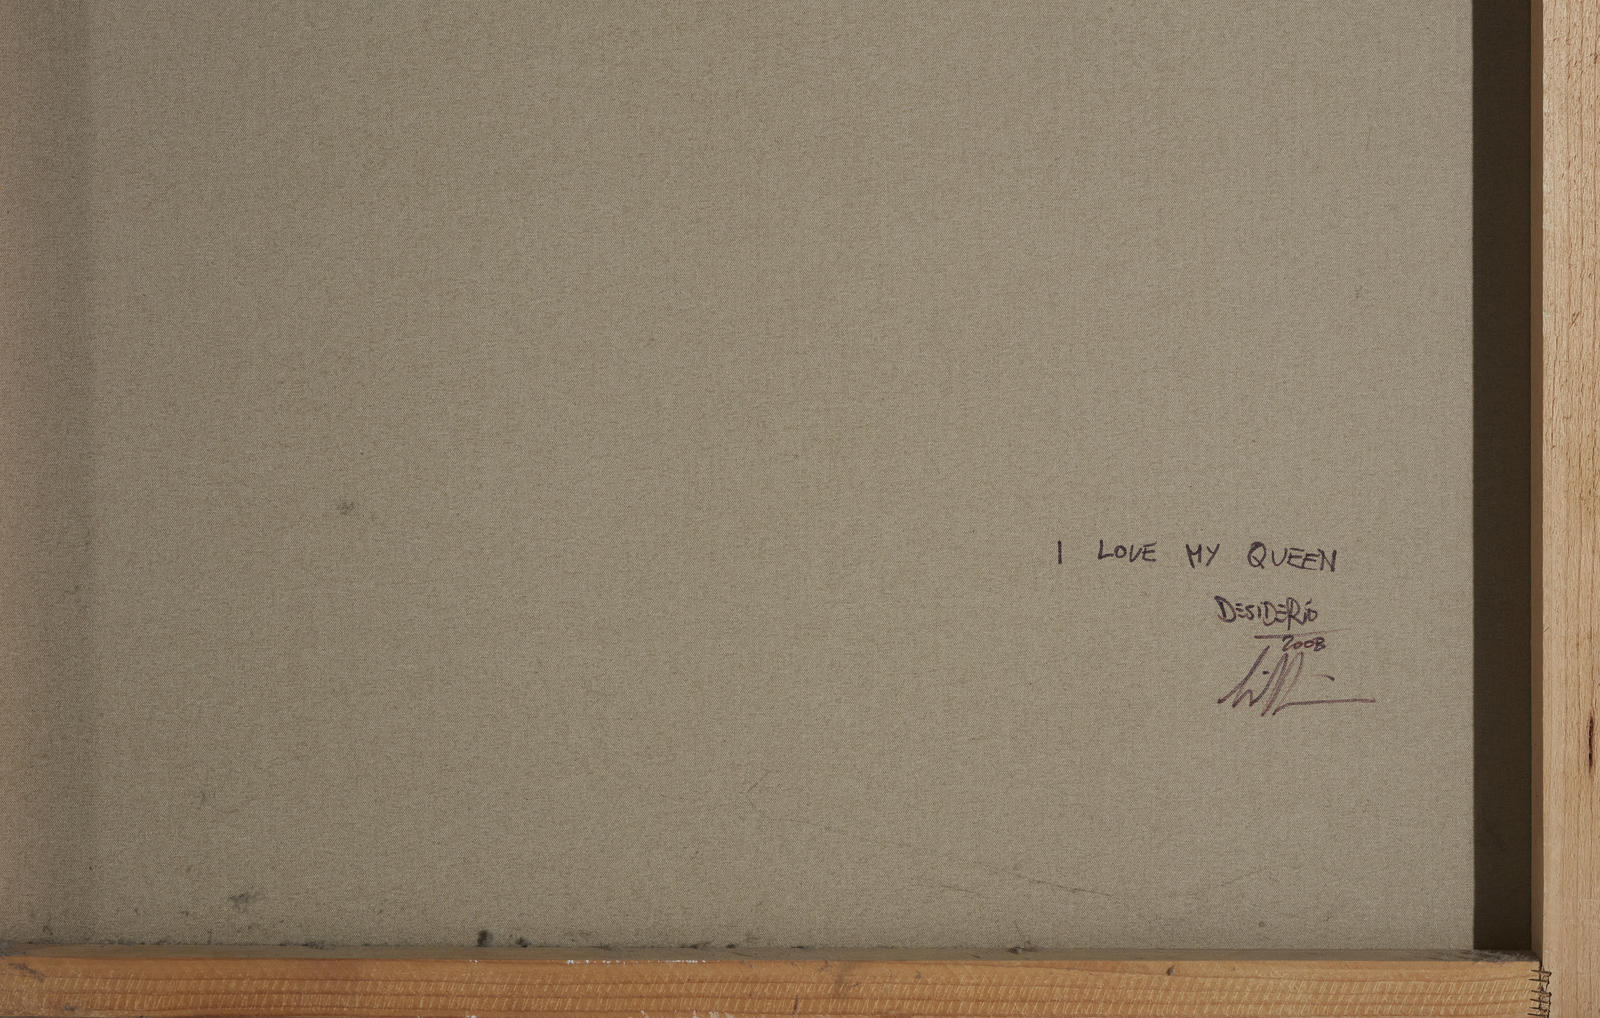 I LOVE MY QUEEN
DESIDERiO
2008